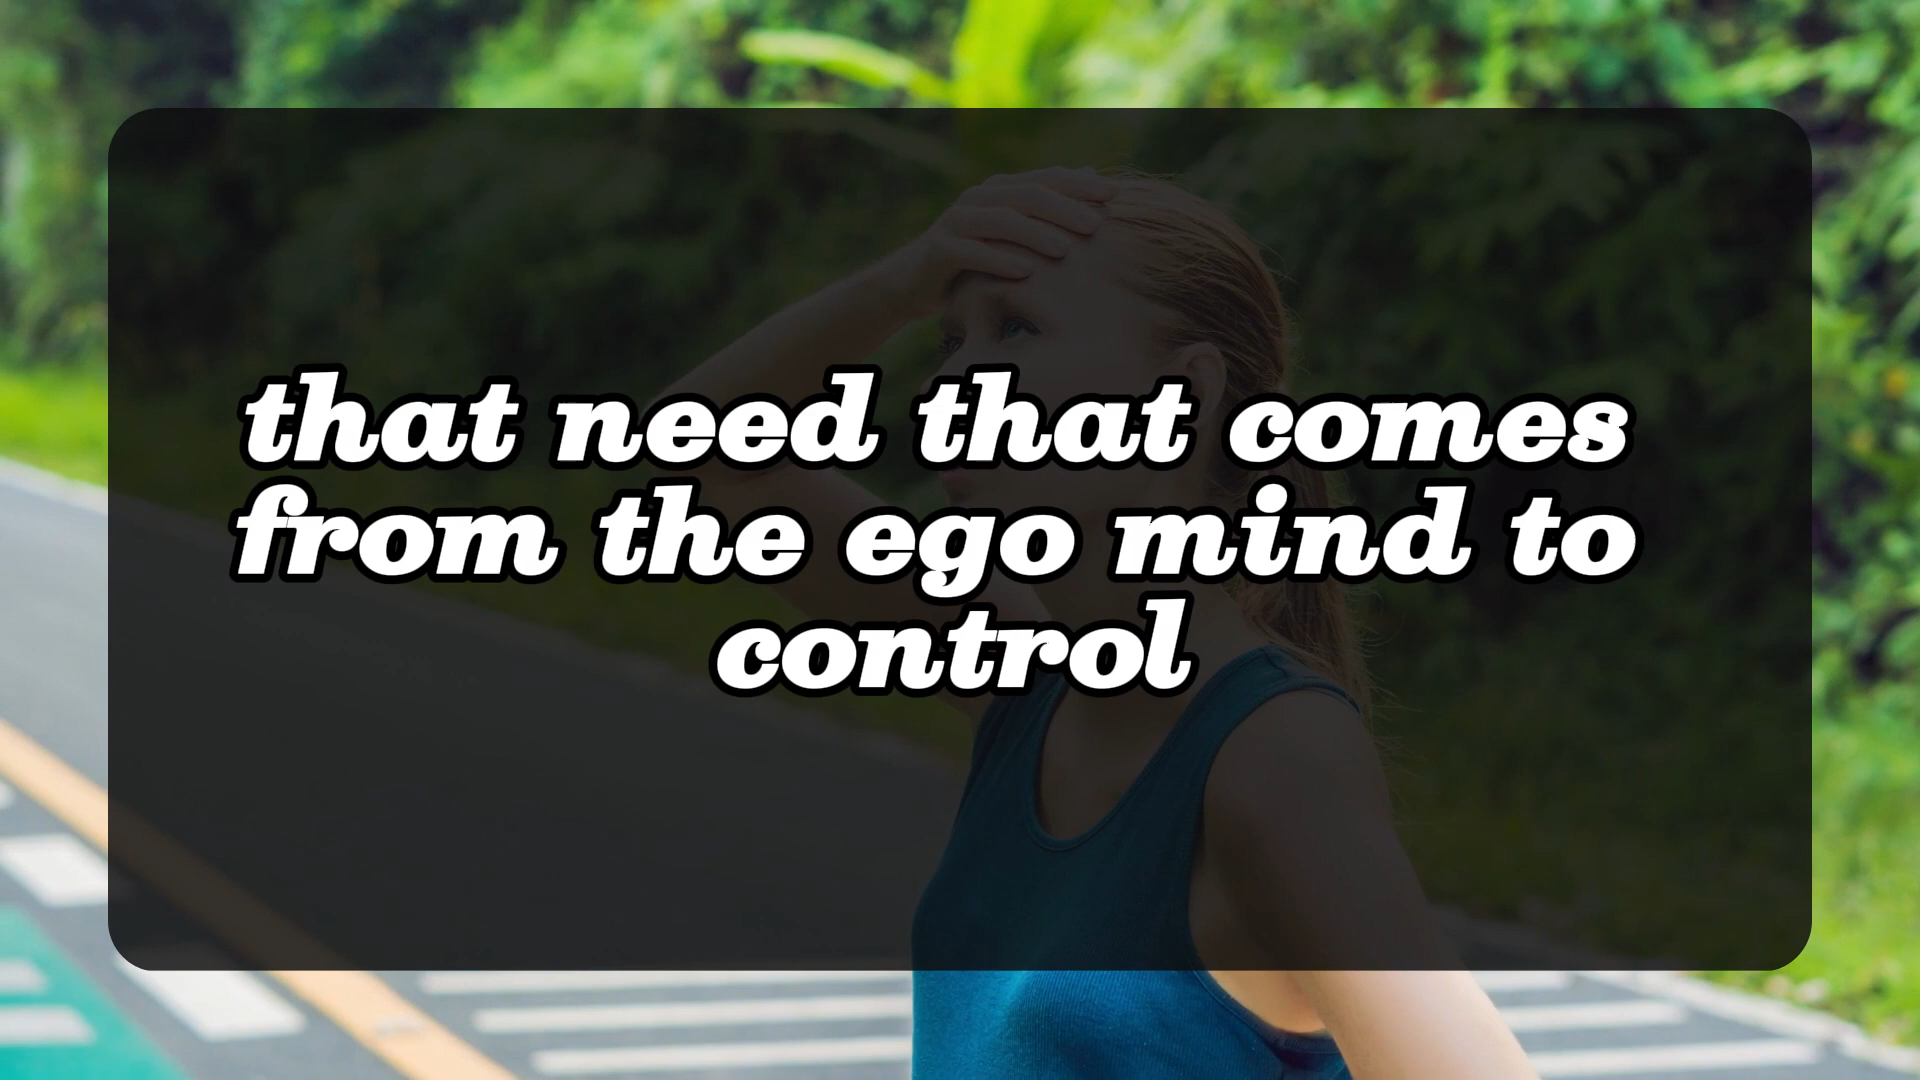 that need that comes
from the ego mind to
control